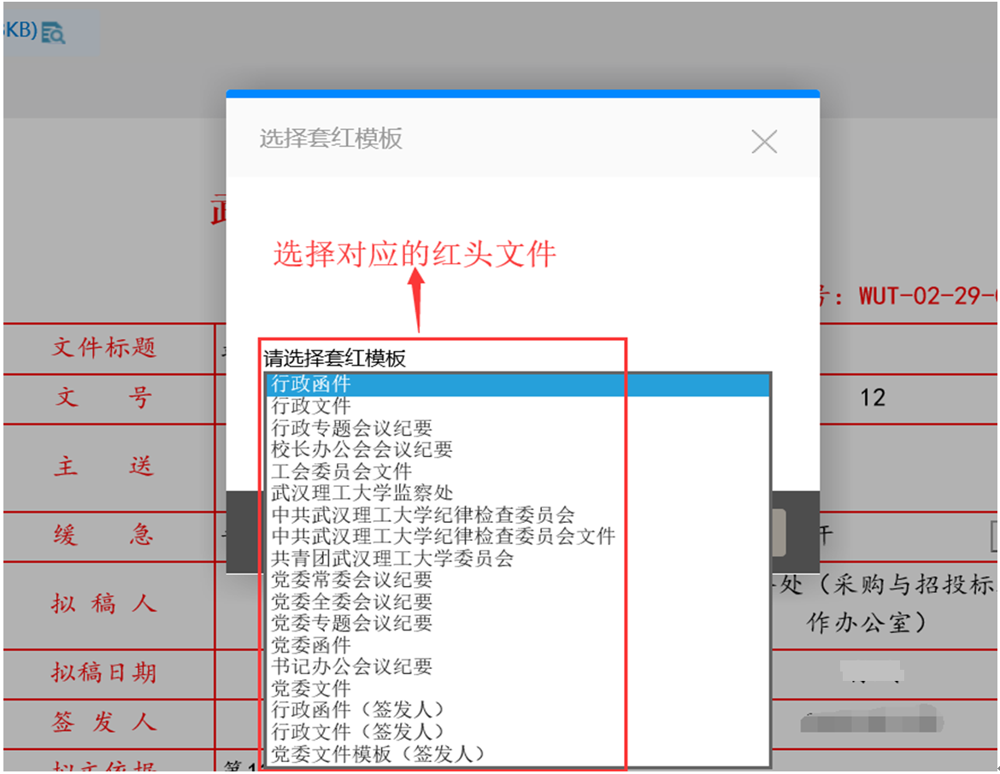 KB)
选择套红模板
选择对应的红头文件
号：WUT-02-29-
文件标题
文 号
12
主 送
缓 急
开
拟 稿 人
处（采购与招投标
作办公室）
拟稿日期
签 发 人
拟文依据
第1
请选择套红模板
行政函件
行政文件
行政专题会议纪要
校长办公会会议纪要
工会委员会文件
武汉理工大学监察处
中共武汉理工大学纪律检查委员会
中共武汉理工大学纪律检查委员会文件
共青团武汉理工大学委员会
党委常委会议纪要
党委全委会议纪要
党委专题会议纪要
党委函件
书记办公会议纪要
党委文件
行政函件（签发人）
行政文件（签发人）
党委文件模板（签发人）